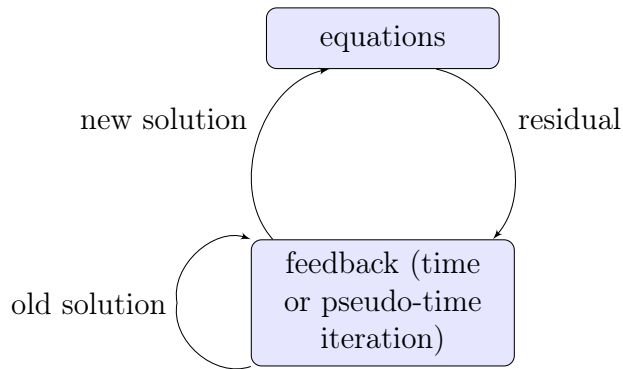 equations
new solution
residual
feedback (time
or pseudo-time
iteration)
old solution